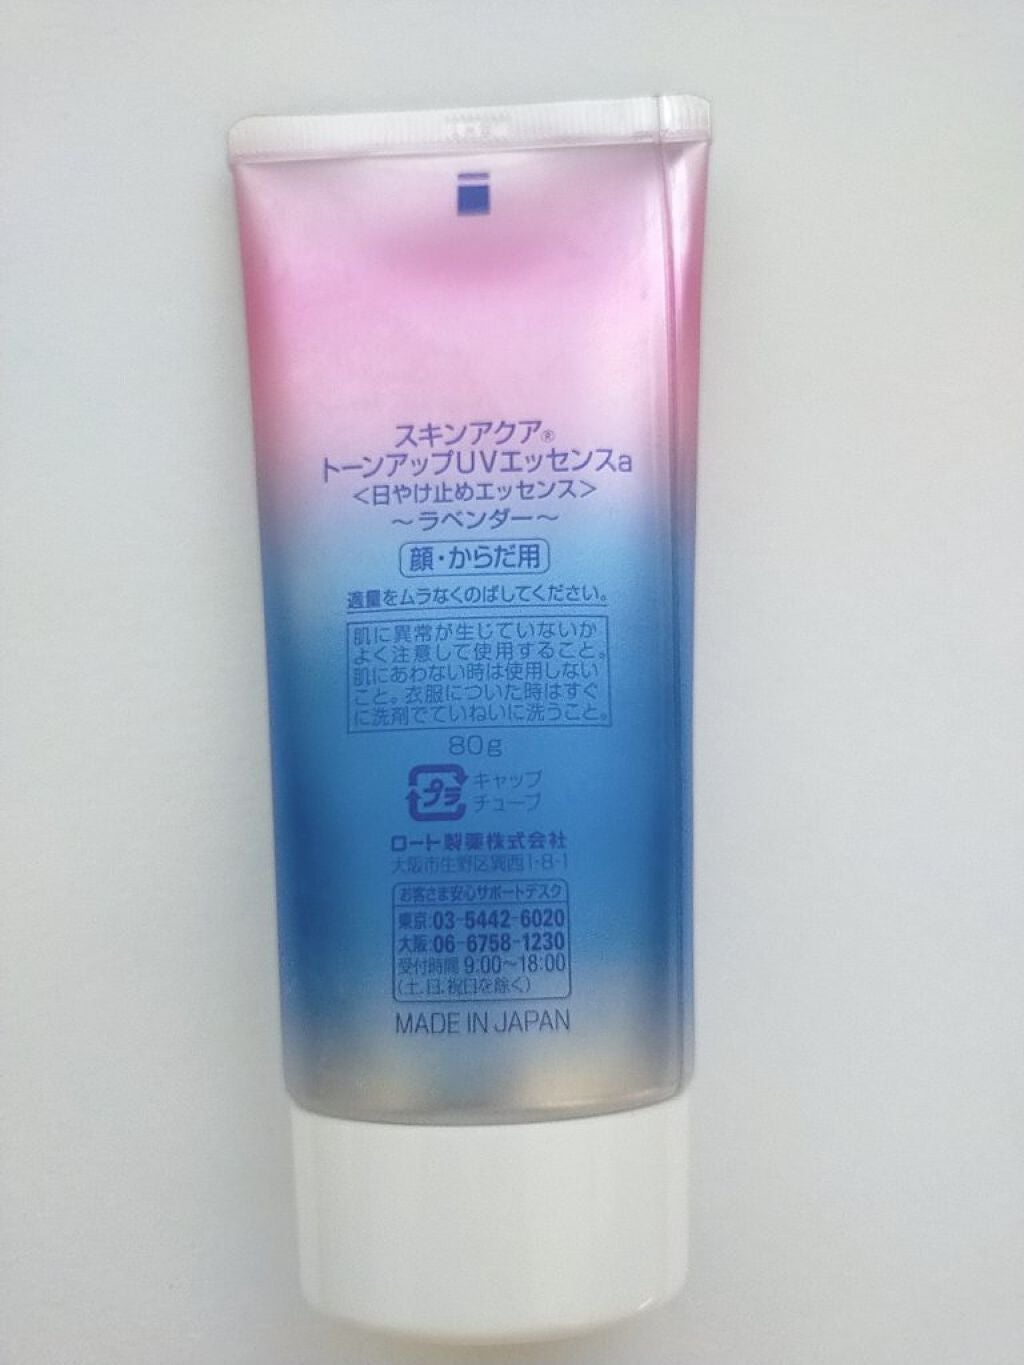 スキンアクア®
トーンアップUVエッセンスa
＜日やけ止めエッセンス＞
～ラベンダー～
顔・からだ用
適量をムラなくのばしてください。
肌に異常が生じていないか
よく注意して使用すること。
肌にあわない時は使用しない
こと。衣服についた時はすぐ
に洗剤でていねいに洗うこと。
80g
プラ
キャップ
チューブ
ロート製薬株式会社
大阪市生野区巽西1-8-1
お客さま安心サポートデスク
東京:03-5442-6020
大阪:06-6758-1230
受付時間 9:00～18:00
(土、日、祝日を除く)
MADE IN JAPAN